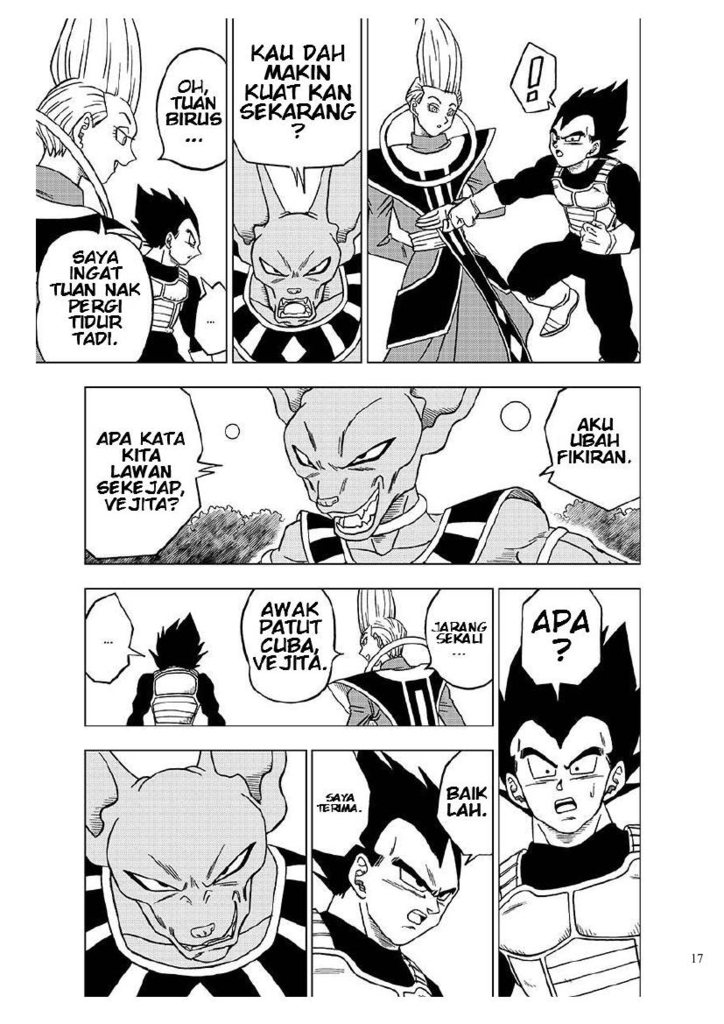 !
KAU DAH
MAKIN
KUAT KAN
SEKARANG
?
OH,
TUAN
BIRUS
...
SAYA
INGAT
TUAN NAK
PERGI
TIDUR
TADI.
...
AKU
UBAH
FIKIRAN.
APA KATA
KITA
LAWAN
SEKEJAP,
VEJITA?
APA
?
JARANG
SEKALI
...
AWAK
PATUT
CUBA,
VEJITA.
...
BAIK
LAH.
SAYA
TERIMA.
17